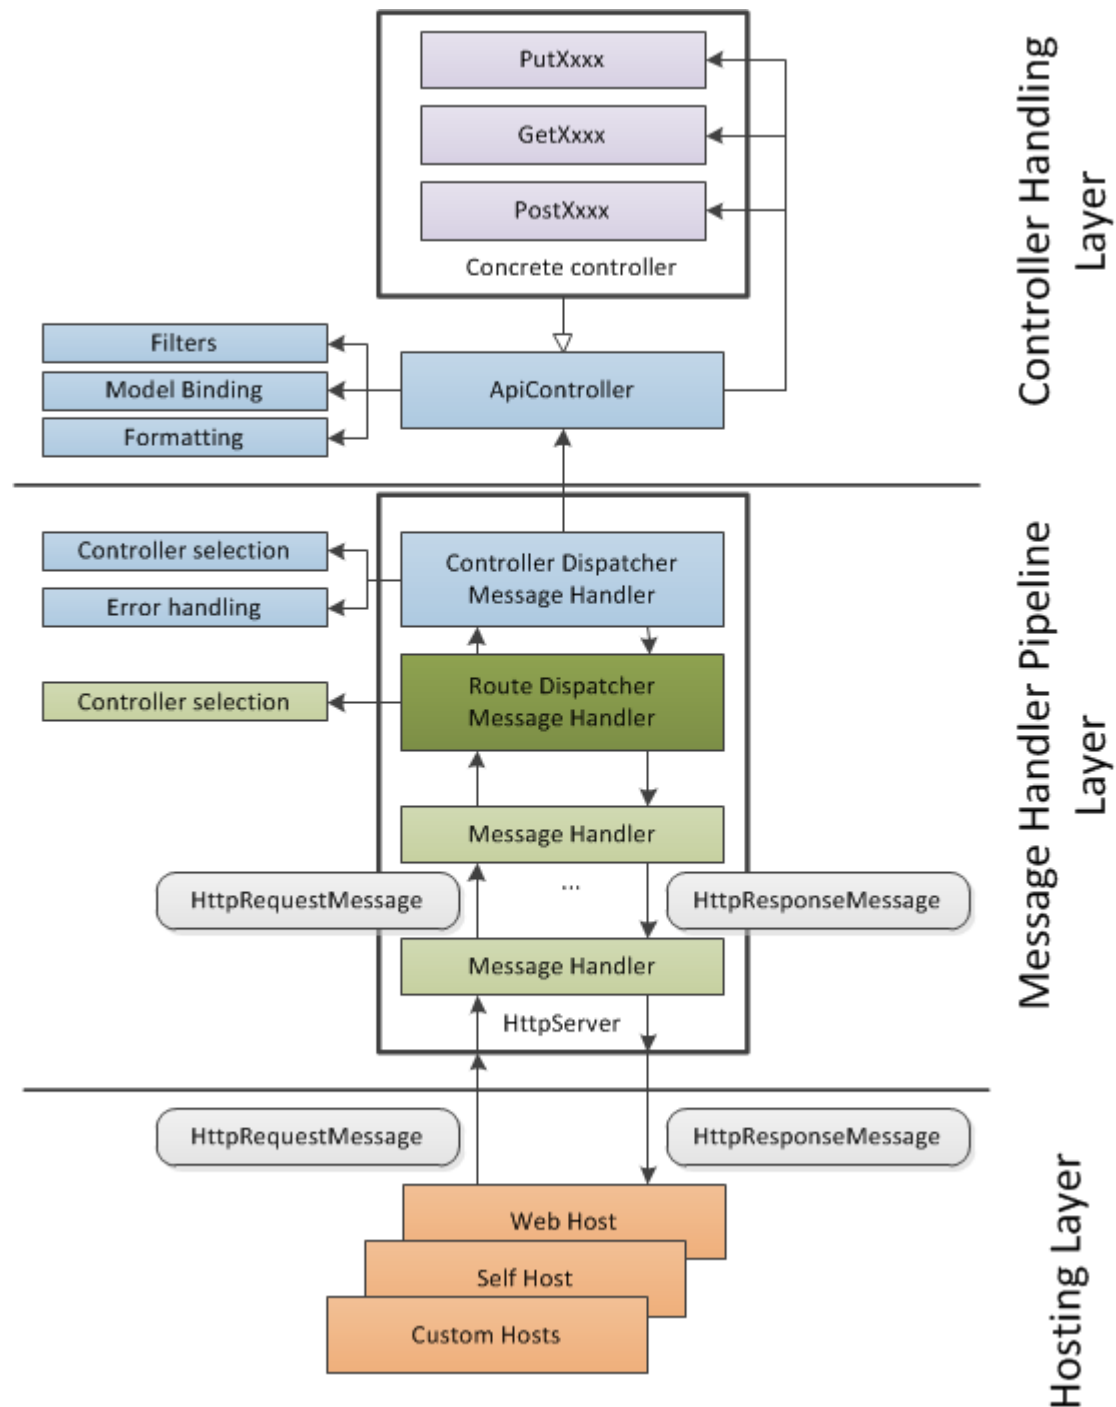 PutXxxx
GetXxxx
PostXxxx
Concrete controller
Controller Handling
Layer
Filters
Model Binding
Formatting
ApiController
Controller selection
Error handling
Controller Dispatcher
Message Handler
Controller selection
Route Dispatcher
Message Handler
Message Handler
...
HttpRequestMessage
HttpResponseMessage
Message Handler
HttpServer
Message Handler Pipeline
Layer
HttpRequestMessage
HttpResponseMessage
Web Host
Self Host
Custom Hosts
Hosting Layer